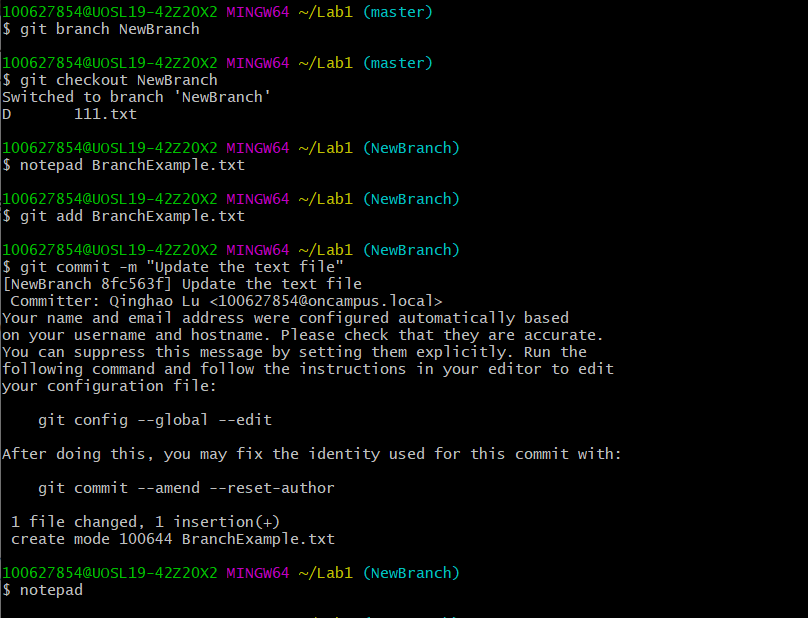 100627854@UOSL19-42Z20X2 MINGW64 ~/Lab1 (master)
$ git branch NewBranch
100627854@UOSL19-42Z20X2 MINGW64 ~/Lab1 (master)
$ git checkout NewBranch
Switched to branch 'NewBranch'
D       111.txt
100627854@UOSL19-42Z20X2 MINGW64 ~/Lab1 (NewBranch)
$ notepad BranchExample.txt
100627854@UOSL19-42Z20X2 MINGW64 ~/Lab1 (NewBranch)
$ git add BranchExample.txt
100627854@UOSL19-42Z20X2 MINGW64 ~/Lab1 (NewBranch)
$ git commit -m "Update the text file"
[NewBranch 8fc563f] Update the text file
 Committer: Qinghao Lu <100627854@oncampus.local>
Your name and email address were configured automatically based
on your username and hostname. Please check that they are accurate.
You can suppress this message by setting them explicitly. Run the
following command and follow the instructions in your editor to edit
your configuration file:
    git config --global --edit
After doing this, you may fix the identity used for this commit with:
    git commit --amend --reset-author
 1 file changed, 1 insertion(+)
 create mode 100644 BranchExample.txt
100627854@UOSL19-42Z20X2 MINGW64 ~/Lab1 (NewBranch)
$ notepad